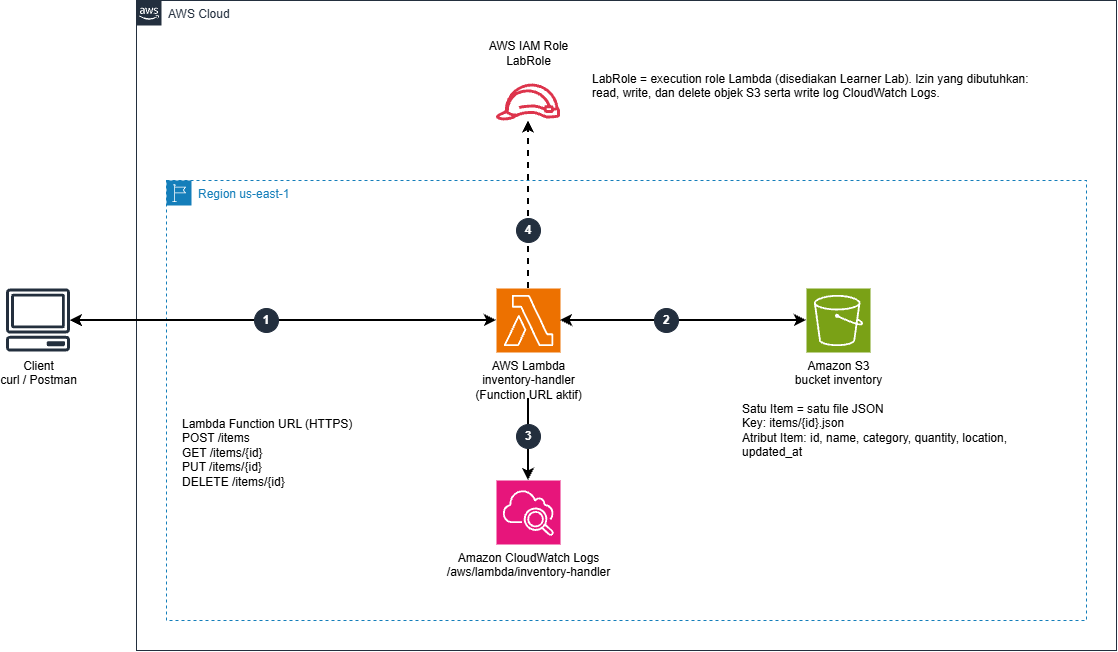 aws
AWS Cloud
AWS IAM Role
LabRole
LabRole = execution role Lambda (disediakan Learner Lab). Izin yang dibutuhkan:
read, write, dan delete objek S3 serta write log CloudWatch Logs.
Region us-east-1
4
1
2
Client
curl / Postman
AWS Lambda
inventory-handler
(Function URL aktif)
Amazon S3
bucket inventory
Lambda Function URL (HTTPS)
POST /items
GET /items/{id}
PUT /items/{id}
DELETE /items/{id}
3
Satu Item = satu file JSON
Key: items/{id}.json
Atribut Item: id, name, category, quantity, location,
updated_at
Amazon CloudWatch Logs
/aws/lambda/inventory-handler